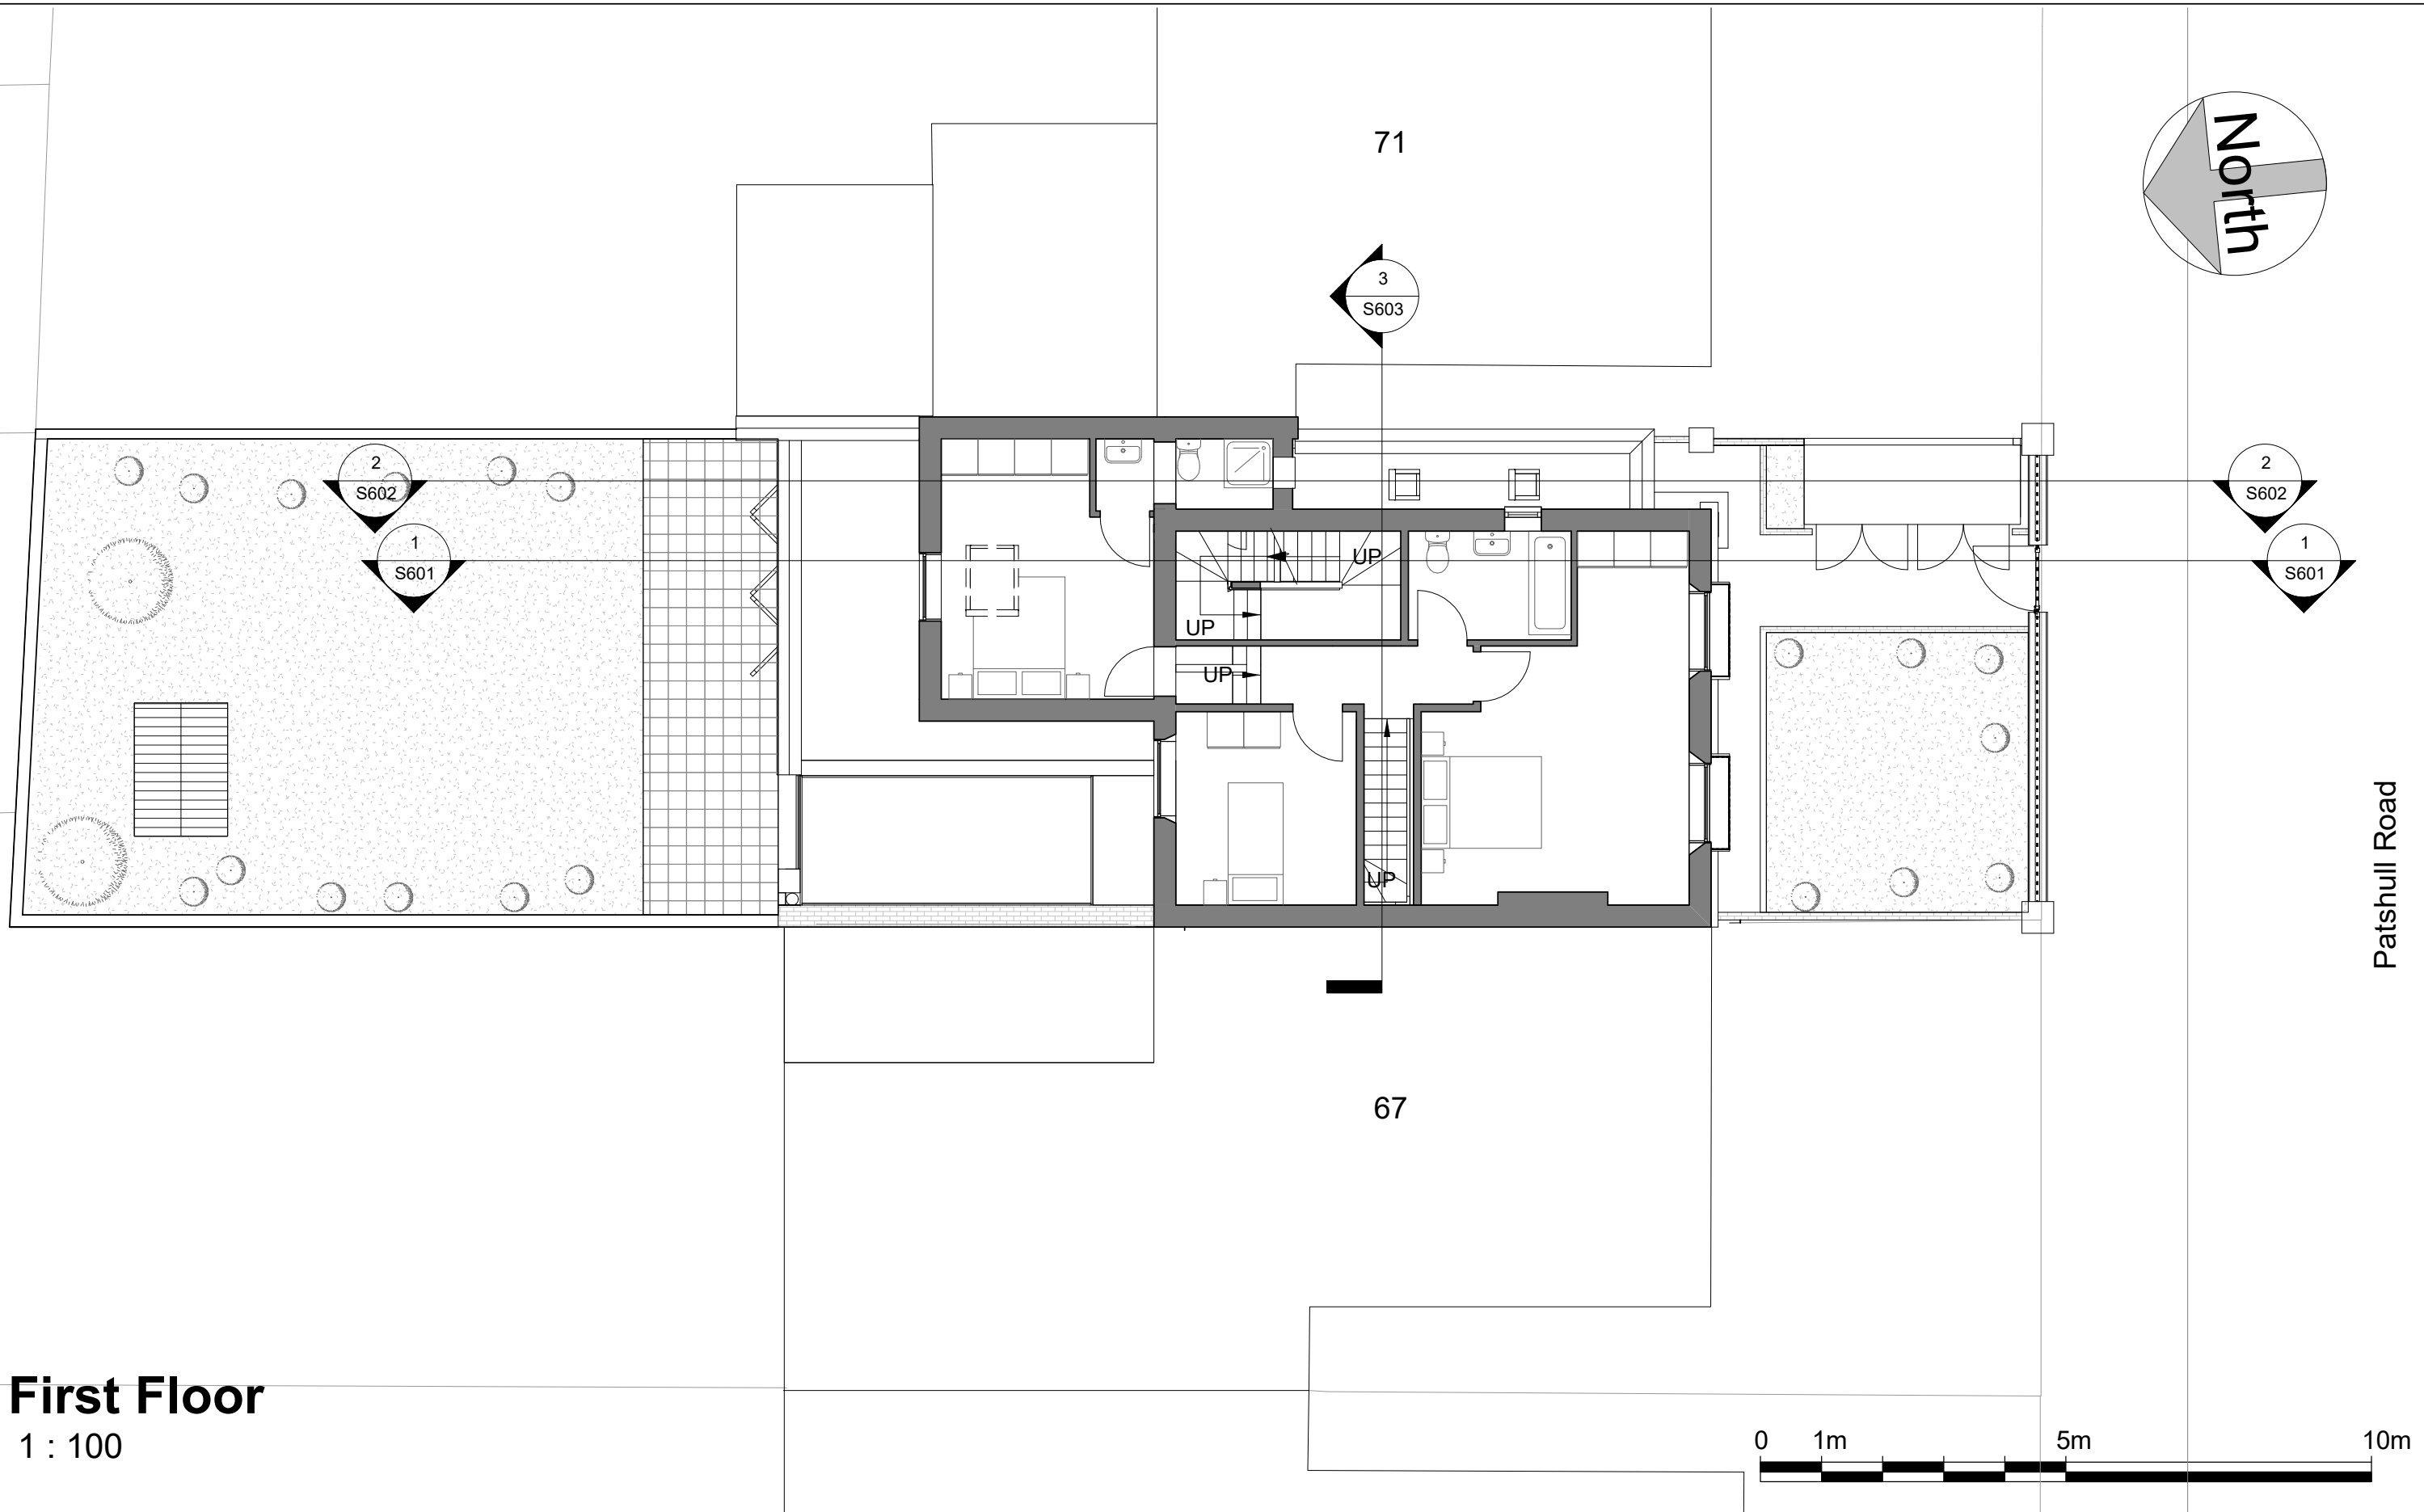 71
North
3
S603
2
S602
2
S602
1
S601
1
S601
UP
UP
UP
UP
Patshull Road
67
First Floor
1 : 100
0 1m 5m 10m